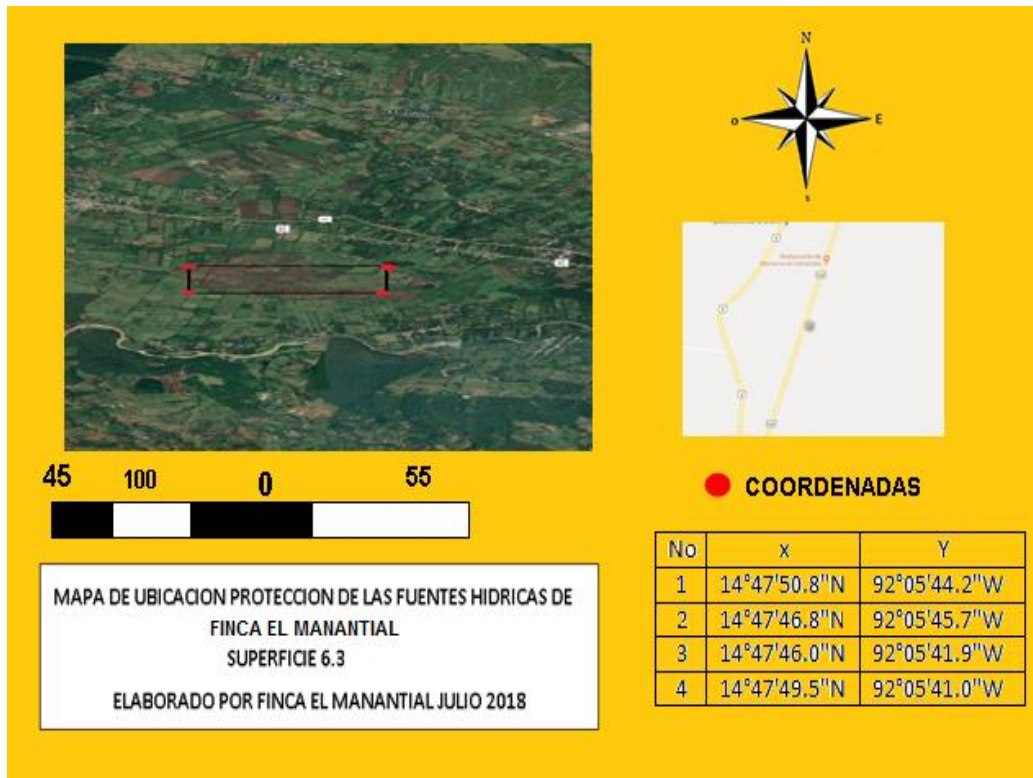 N
O E
S
45 100 0 55
COORDENADAS
No X Y
1 14°47'50.8"N 92°05'44.2"W
2 14°47'46.8"N 92°05'45.7"W
3 14°47'46.0"N 92°05'41.9"W
4 14°47'49.5"N 92°05'41.0"W
MAPA DE UBICACION PROTECCION DE LAS FUENTES HIDRICAS DE
FINCA EL MANANTIAL
SUPERFICIE 6.3
ELABORADO POR FINCA EL MANANTIAL JULIO 2018